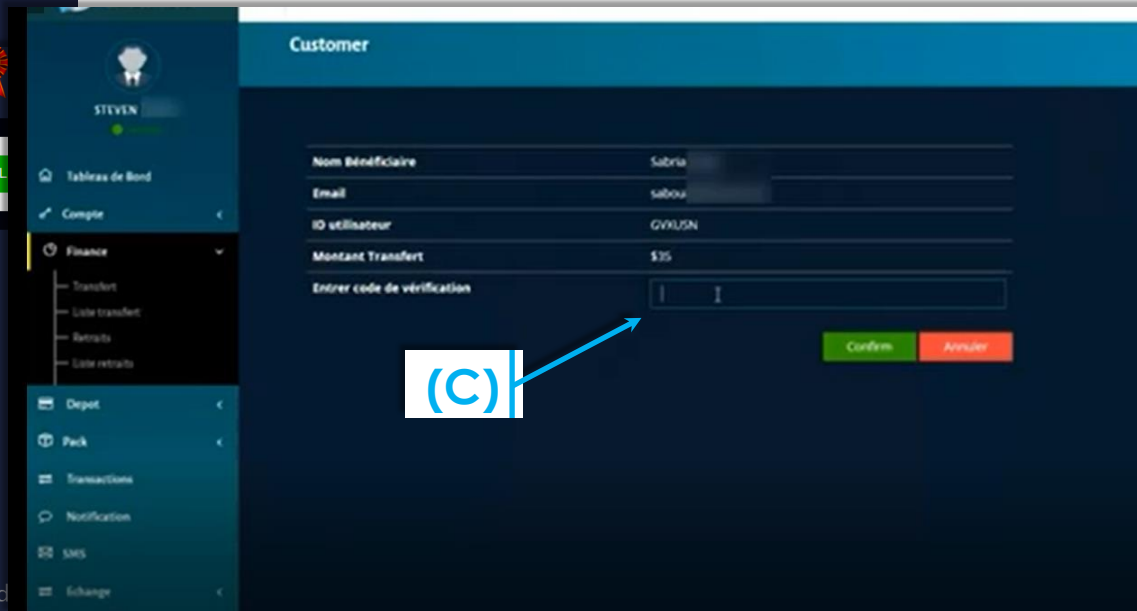 Customer
STEVEN
Tableau de Bord
Compte
Finance
Transfert
Liste transfert
Retraits
Liste retraits
Depot
Pack
Transactions
Notification
SMS
Echange
Nom Bénéficiaire Sabria
Email sabou
ID utilisateur GVXUSN
Montant Transfert $35
Entrer code de vérification
Confirm Annuler
(C)